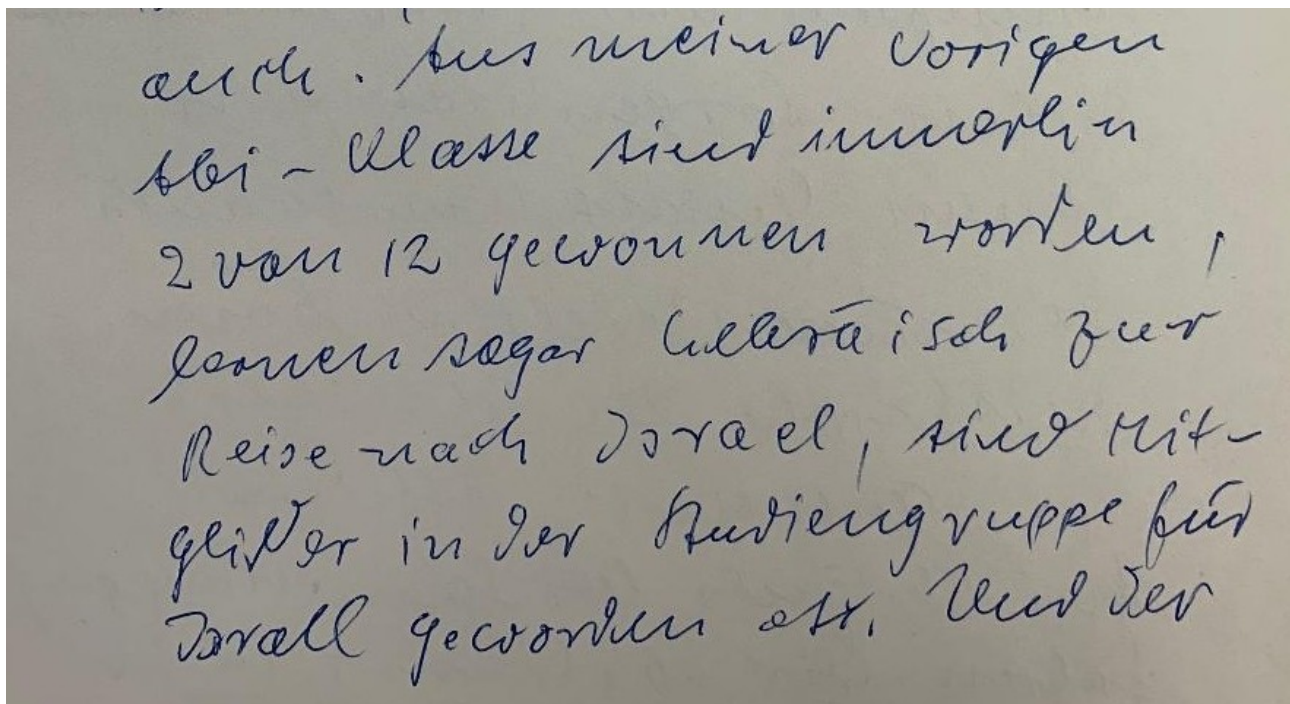 auch. Aus meiner vorigen
Abi-Klasse sind immerhin
2 von 12 gewonnen worden,
lernen sogar hebräisch zur
Reise nach Israel, sind Mit-
glieder in der Studiengruppe für
Israel geworden etc. Und der